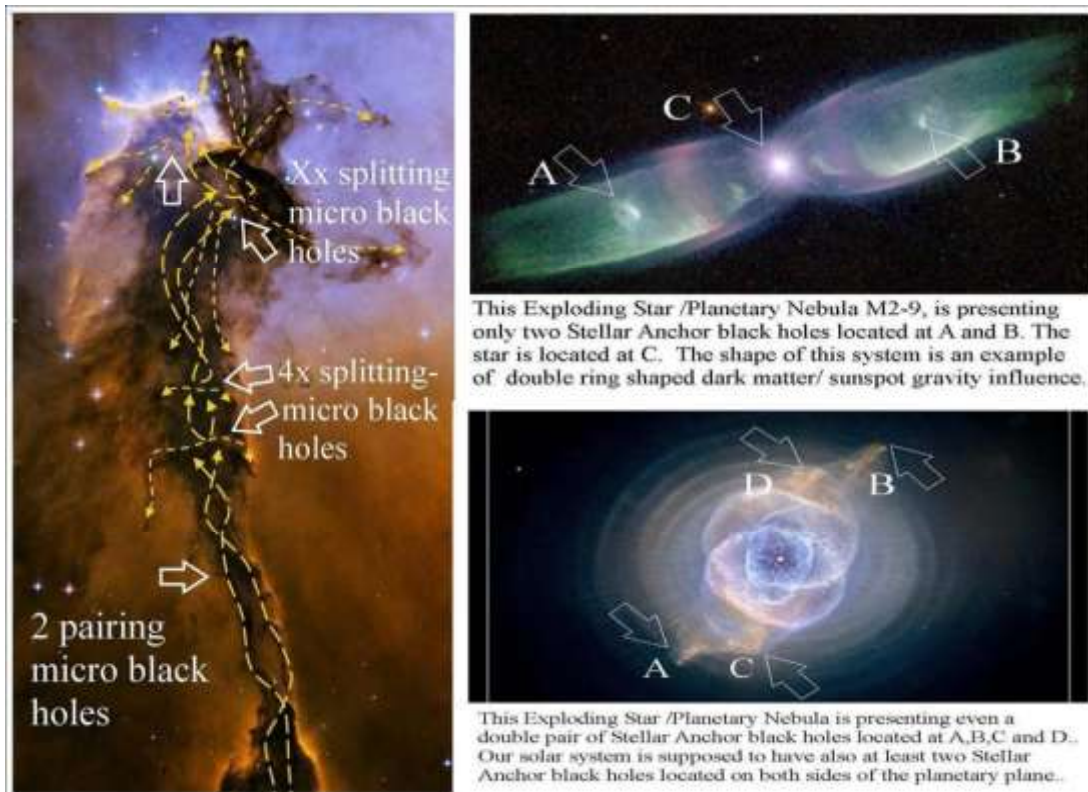 Xx splitting
micro black
holes
4x splitting-
micro black
holes
2 pairing
micro black
holes
C
A
B
This Exploding Star /Planetary Nebula M2-9, is presenting
only two Stellar Anchor black holes located at A and B. The
star is located at C. The shape of this system is an example
of double ring shaped dark matter/ sunspot gravity influence.
D
B
A
C
This Exploding Star /Planetary Nebula is presenting even a
double pair of Stellar Anchor black holes located at A,B,C and D..
Our solar system is supposed to have also at least two Stellar
Anchor black holes located on both sides of the planetary plane..